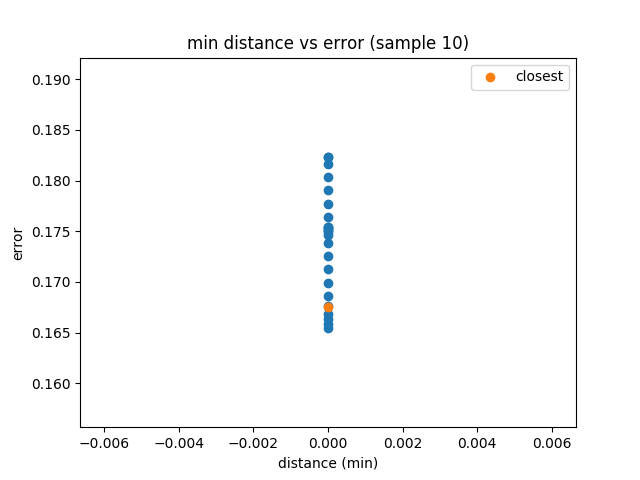 min distance vs error (sample 10)
closest
0.190
0.185
0.180
0.175
0.170
0.165
0.160
error
−0.006 −0.004 −0.002 0.000 0.002 0.004 0.006
distance (min)